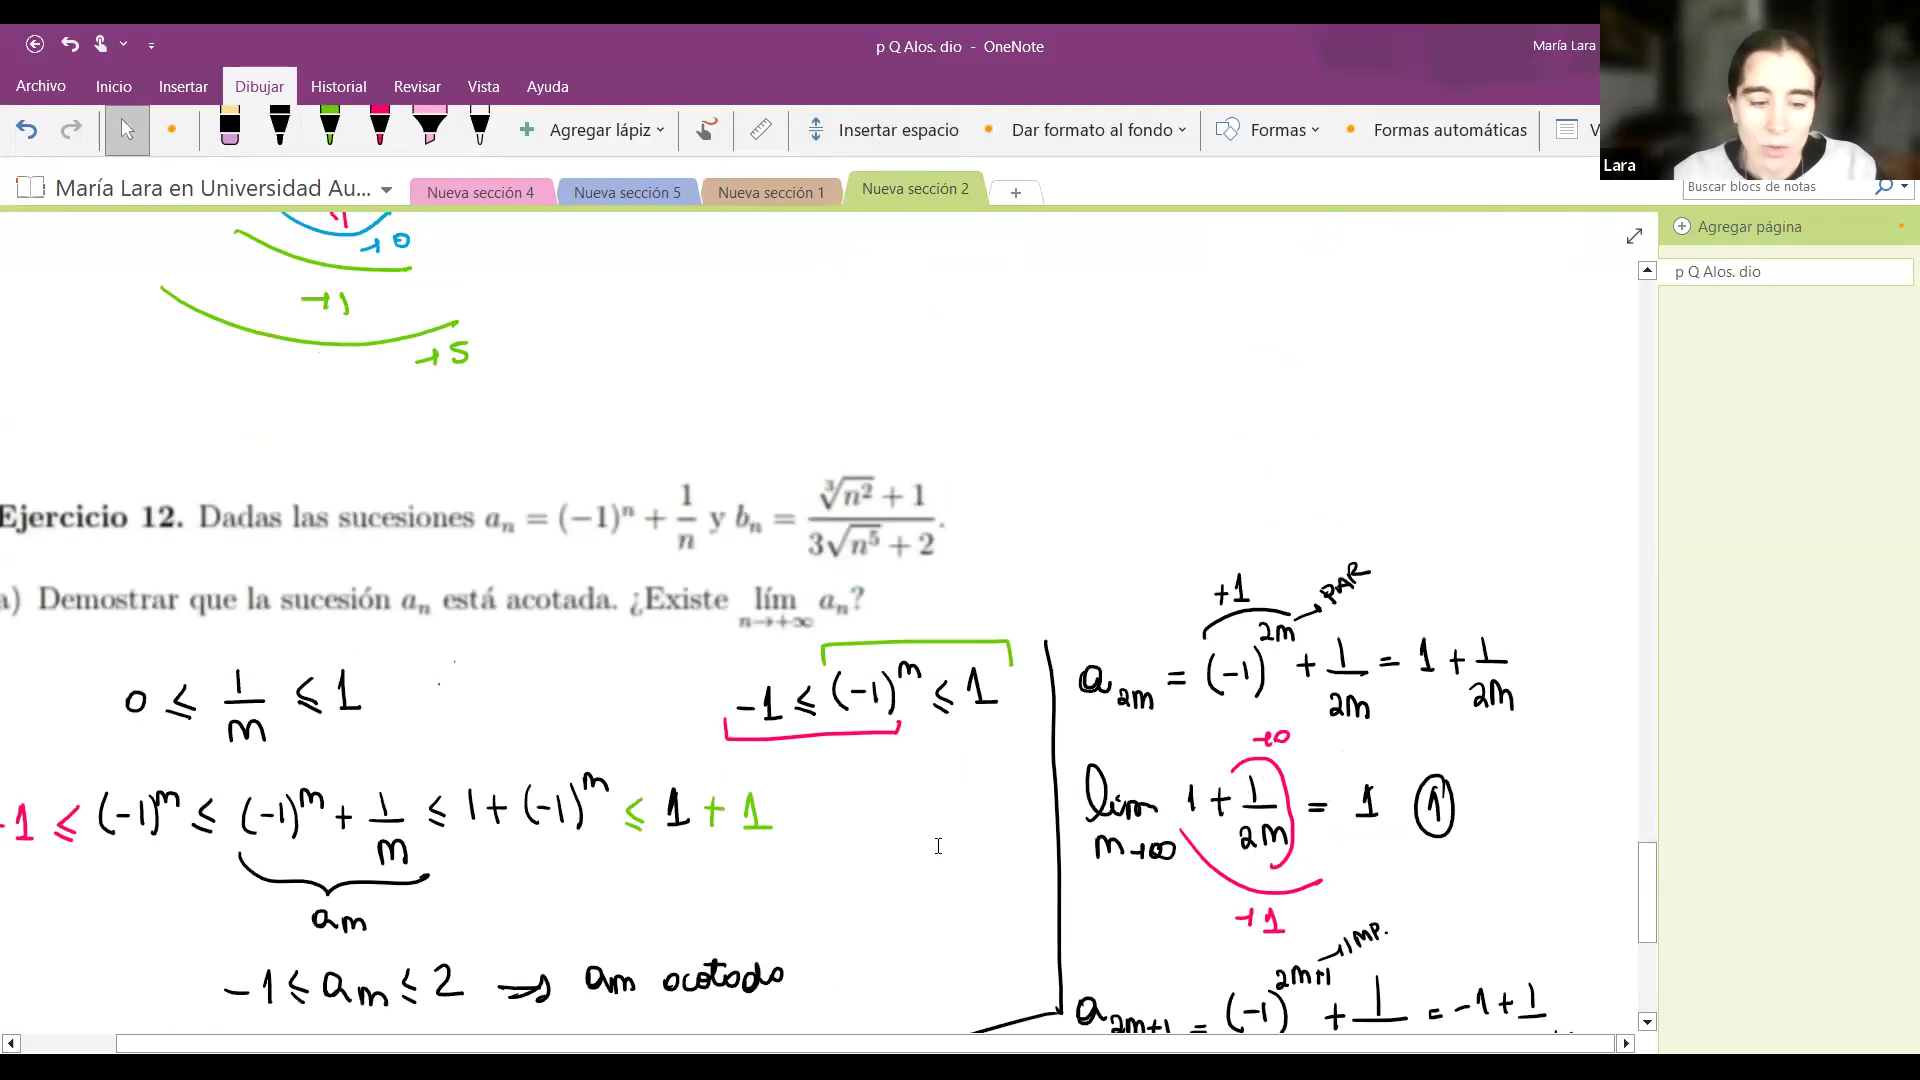 p Q Alos. dio - OneNote
María Lara
Archivo Inicio Insertar Dibujar Historial Revisar Vista Ayuda
Agregar lápiz Insertar espacio Dar formato al fondo Formas Formas automáticas V
Lara
María Lara en Universidad Au... Nueva sección 4 Nueva sección 5 Nueva sección 1 Nueva sección 2 +
Buscar blocs de notas
Agregar página
p Q Alos. dio
→0
→1
→5
Ejercicio 12. Dadas las sucesiones aₙ = (−1)ⁿ + 1/n y bₙ = (∛n² + 1)/(3√n⁵ + 2).
a) Demostrar que la sucesión aₙ está acotada. ¿Existe lím n→+∞ aₙ?
0 ≤ 1/m ≤ 1
-1 ≤ (-1)^m ≤ 1
-1 ≤ (-1)^m ≤ (-1)^m + 1/m ≤ 1 + (-1)^m ≤ 1 + 1
am
-1 ≤ am ≤ 2 → am acotada
+1 → PAR
a2m = (-1)^2m + 1/2m = 1 + 1/2m
→0
lím m→∞ 1 + 1/2m = 1 ①
→1
→ IMP.
a2m+1 = (-1)^2m+1 + 1 = -1 + 1